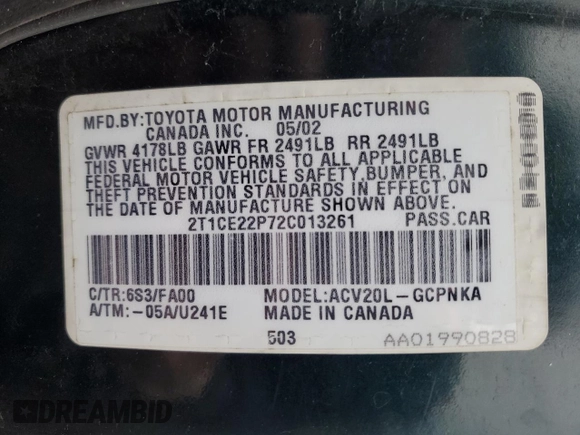 MFD.BY:TOYOTA MOTOR MANUFACTURING
CANADA INC. 05/02
GVWR 4178LB GAWR FR 2491LB RR 2491LB
THIS VEHICLE CONFORMS TO ALL APPLICABLE
FEDERAL MOTOR VEHICLE SAFETY,BUMPER, AND
THEFT PREVENTION STANDARDS IN EFFECT ON
THE DATE OF MANUFACTURE SHOWN ABOVE.
2T1CE22P72C013261 PASS.CAR
C/TR:6S3/FA00 MODEL:ACV20L-GCPNKA
A/TM:-05A/U241E MADE IN CANADA
503 AA01990828
DREAMBID